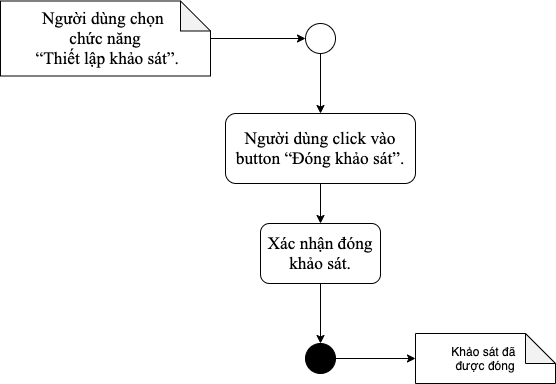 Người dùng chọn
chức năng
“Thiết lập khảo sát”.
Người dùng click vào
button “Đóng khảo sát”.
Xác nhận đóng
khảo sát.
Khảo sát đã
được đóng